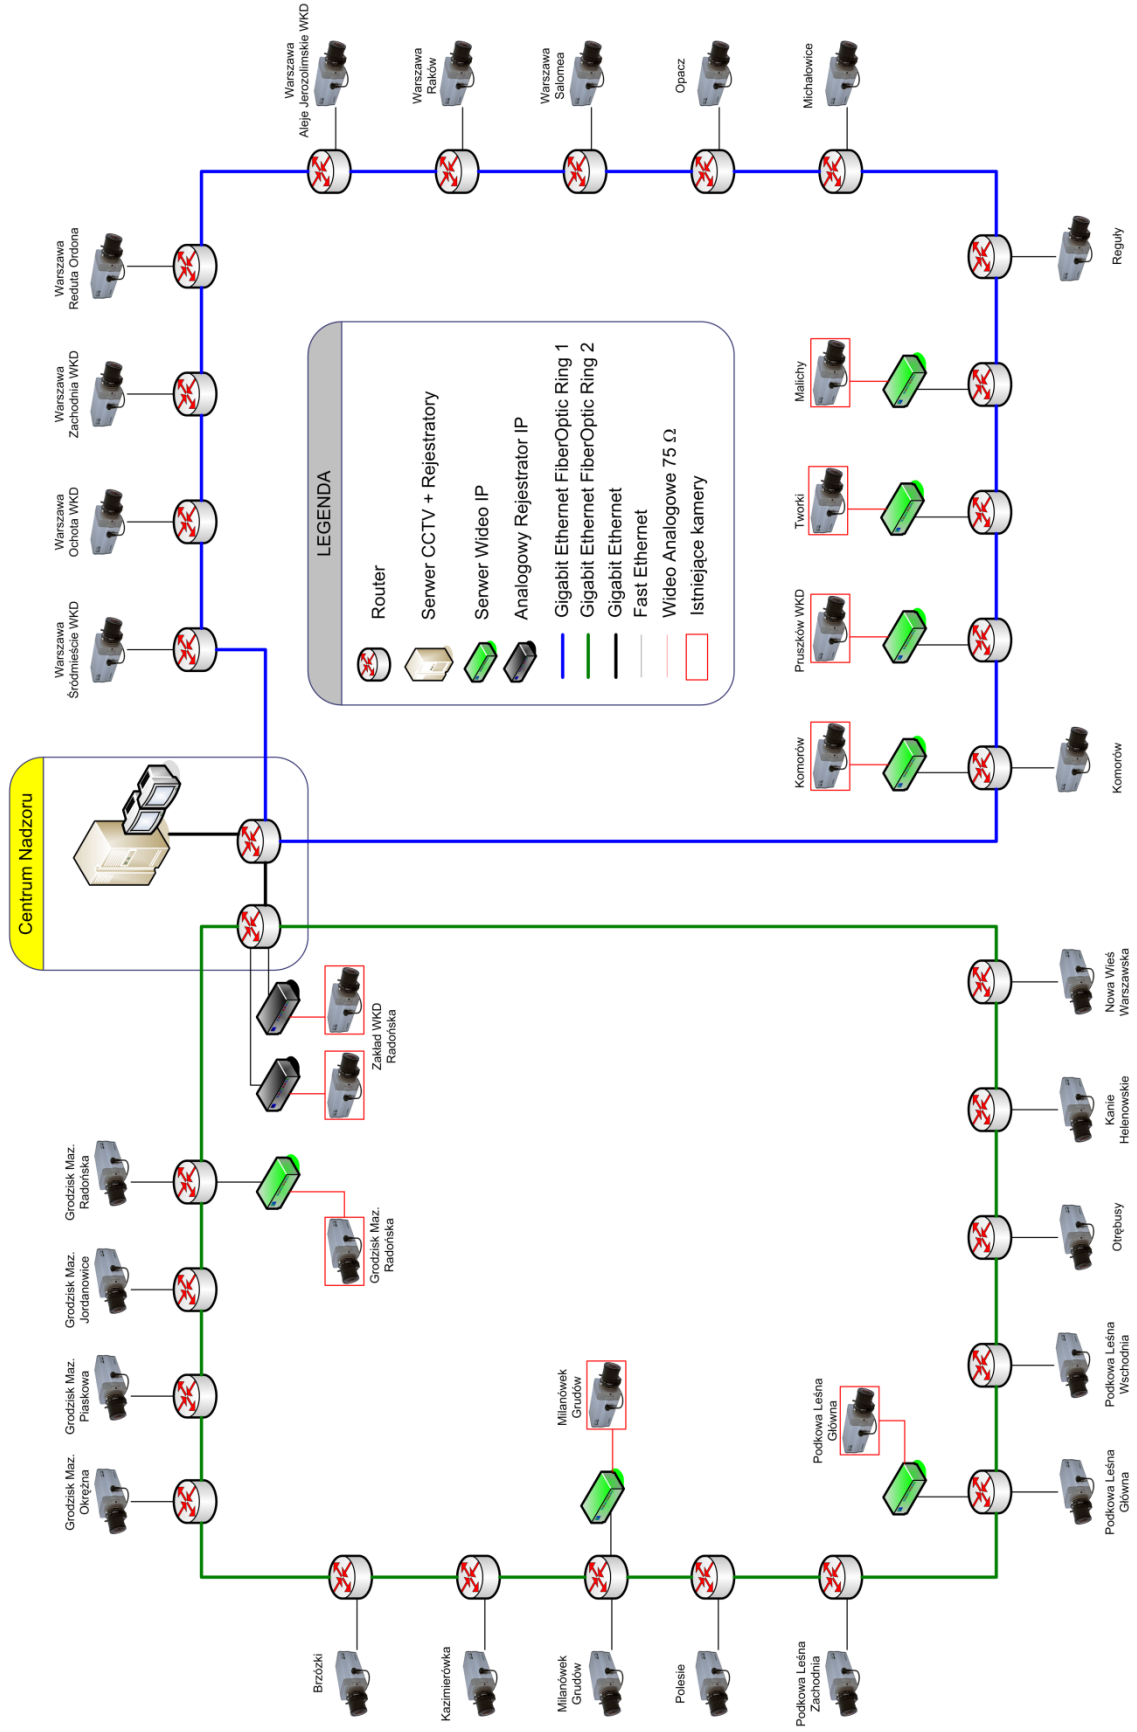 Centrum Nadzoru
Grodzisk Maz.
Okrężna
Grodzisk Maz.
Piaskowa
Grodzisk Maz.
Jordanowice
Grodzisk Maz.
Radońska
Warszawa
Śródmieście WKD
Warszawa
Ochota WKD
Warszawa
Zachodnia WKD
Warszawa
Reduta Ordona
Grodzisk Maz.
Radońska
Zakład WKD
Radońska
Warszawa
Aleje Jerozolimskie WKD
Warszawa
Raków
Warszawa
Salomea
Opacz
Michałowice
LEGENDA
Router
Serwer CCTV + Rejestratory
Serwer Wideo IP
Analogowy Rejestrator IP
Gigabit Ethernet FiberOptic Ring 1
Gigabit Ethernet FiberOptic Ring 2
Gigabit Ethernet
Fast Ethernet
Wideo Analogowe 75 Ω
Istniejące kamery
Brzózki
Kazimierówka
Milanówek
Grudów
Polesie
Podkowa Leśna
Zachodnia
Milanówek
Grudów
Podkowa Leśna
Główna
Komorów
Pruszków WKD
Tworki
Malichy
Podkowa Leśna
Główna
Podkowa Leśna
Wschodnia
Otrębusy
Kanie
Helenowskie
Nowa Wieś
Warszawska
Komorów
Reguły